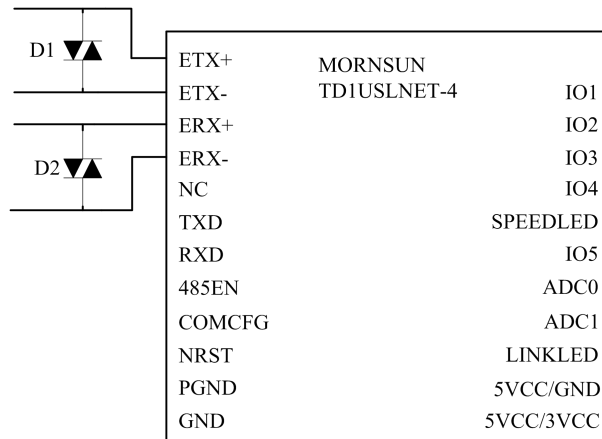 D1
D2
MORNSUN
TD1USLNET-4
ETX+
ETX-
ERX+
ERX-
NC
TXD
RXD
485EN
COMCFG
NRST
PGND
GND
IO1
IO2
IO3
IO4
SPEEDLED
IO5
ADC0
ADC1
LINKLED
5VCC/GND
5VCC/3VCC